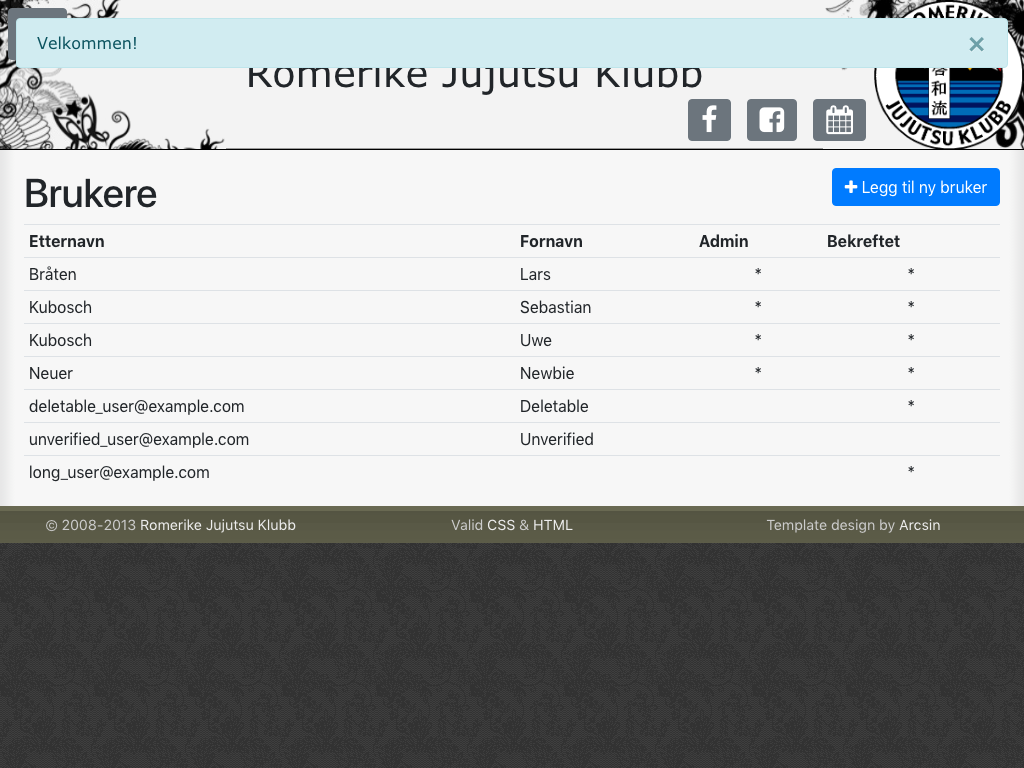 Velkommen!
×
Romerike Jujutsu Klubb
ROMERIKE
啓和流
JUJUTSU KLUBB
Brukere
Legg til ny bruker
Etternavn Fornavn Admin Bekreftet
Bråten Lars * *
Kubosch Sebastian * *
Kubosch Uwe * *
Neuer Newbie * *
deletable_user@example.com Deletable *
unverified_user@example.com Unverified
long_user@example.com *
© 2008-2013 Romerike Jujutsu Klubb Valid CSS & HTML Template design by Arcsin